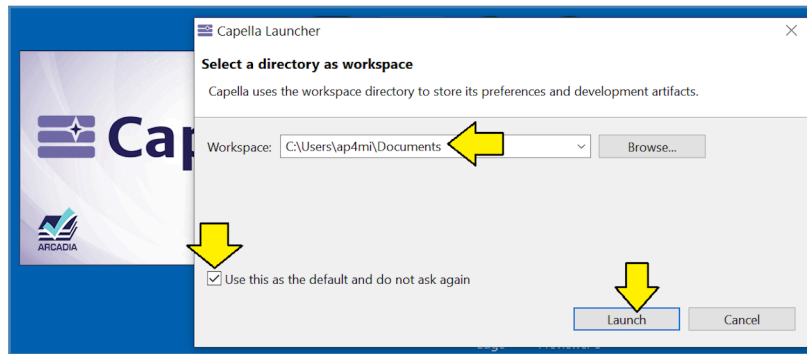 Capella Launcher
Select a directory as workspace
Capella uses the workspace directory to store its preferences and development artifacts.
Cap
Workspace: C:\Users\ap4mi\Documents Browse...
ARCADIA
Use this as the default and do not ask again
Launch Cancel